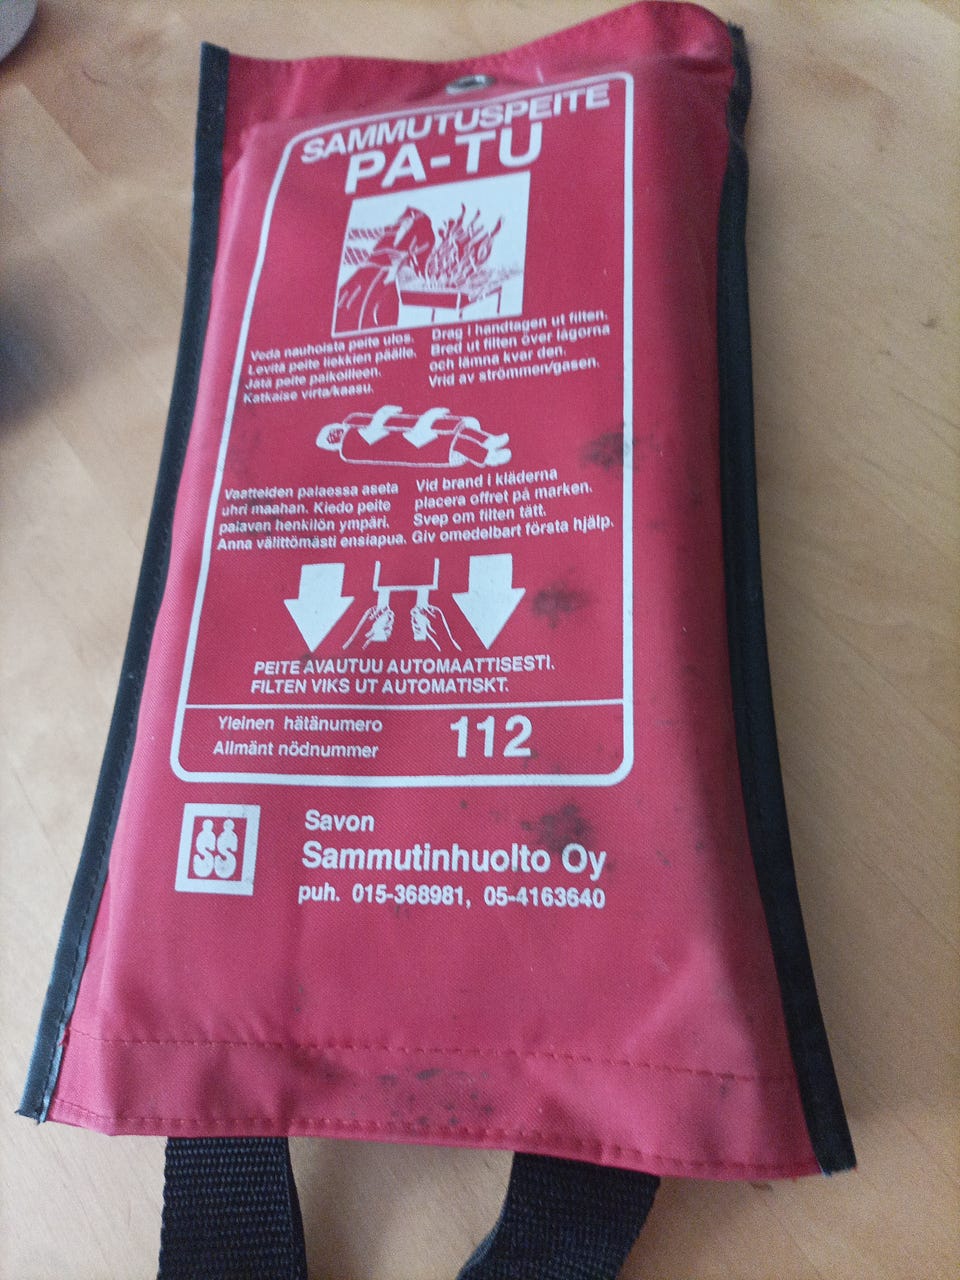 SAMMUTUSPEITE
PA-TU
Veda nauhoista peite ulos.
Levitä peite liekkien päälle.
Jätä peite paikoilleen.
Katkaise virta/kaasu.
Drag i handtagen ut filten.
Bred ut filten över lågorna
och lämna kvar den.
Vrid av strömmen/gasen.
Vaatteiden palaessa aseta
uhri maahan. Kiedo peite
palavan henkilön ympäri.
Anna välittömästi ensiapua.
Vid brand i kläderna
placera offret på marken.
Svep om filten tätt.
Giv omedelbart första hjälp.
PEITE AVAUTUU AUTOMAATTISESTI.
FILTEN VIKS UT AUTOMATISKT.
Yleinen hätänumero
Allmänt nödnummer
112
SS
Savon
Sammutinhuolto Oy
puh. 015-368981, 05-4163640